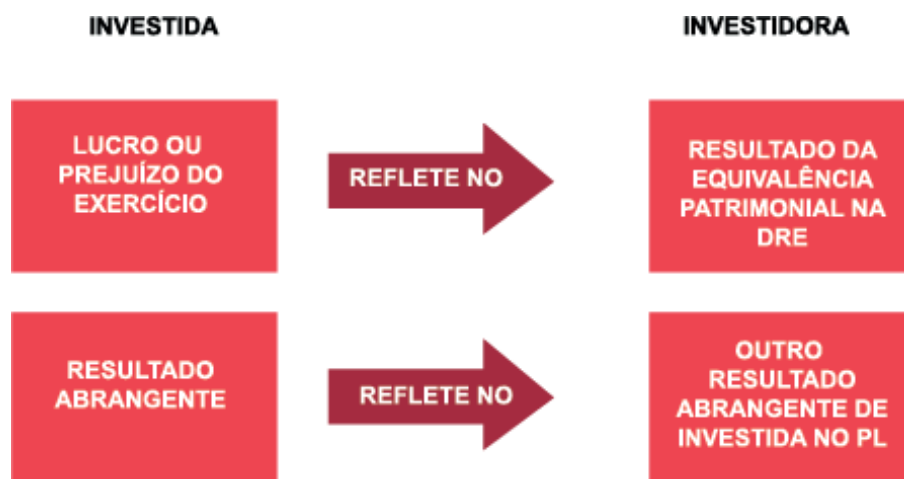 INVESTIDA
INVESTIDORA
LUCRO OU
PREJUÍZO DO
EXERCÍCIO
REFLETE NO
RESULTADO DA
EQUIVALÊNCIA
PATRIMONIAL NA
DRE
RESULTADO
ABRANGENTE
REFLETE NO
OUTRO
RESULTADO
ABRANGENTE DE
INVESTIDA NO PL